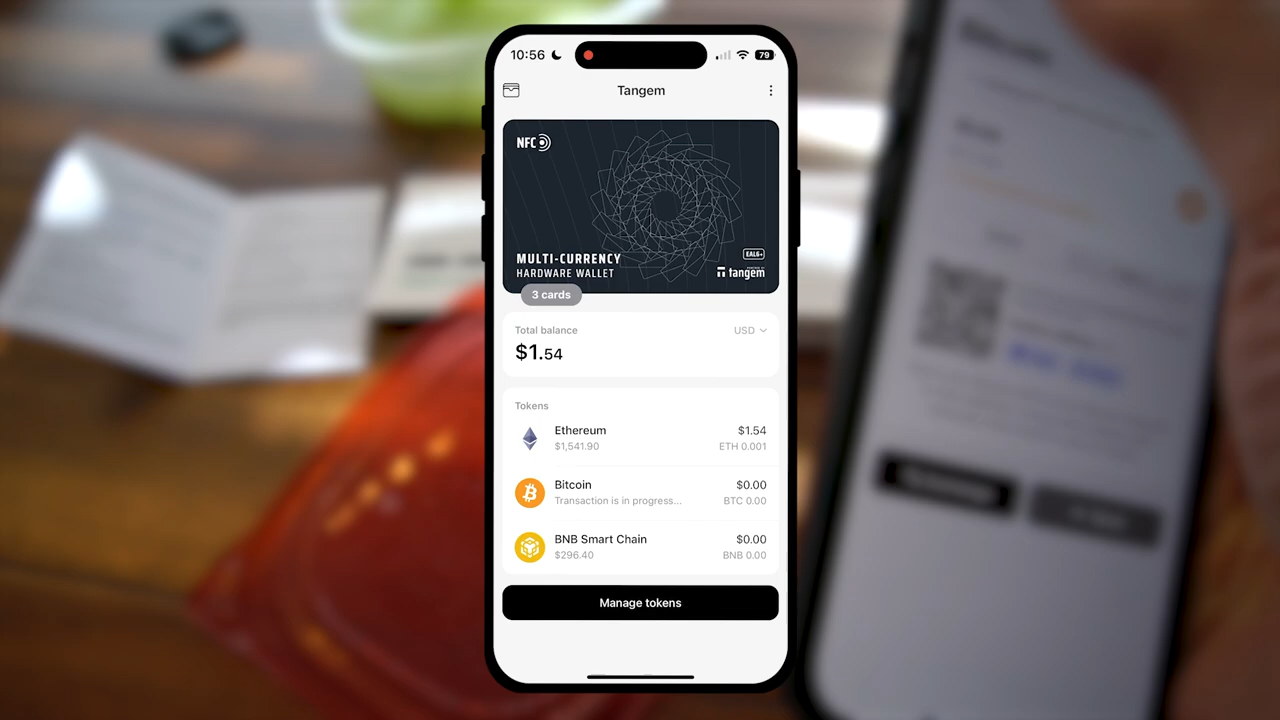 10:56
79
Tangem
NFC
MULTI-CURRENCY
HARDWARE WALLET
EAL6+
tangem
3 cards
Total balance
USD
$1.54
Tokens
Ethereum
$1.54
$1,541.90
ETH 0.001
Bitcoin
$0.00
Transaction is in progress...
BTC 0.00
BNB Smart Chain
$0.00
$296.40
BNB 0.00
Manage tokens